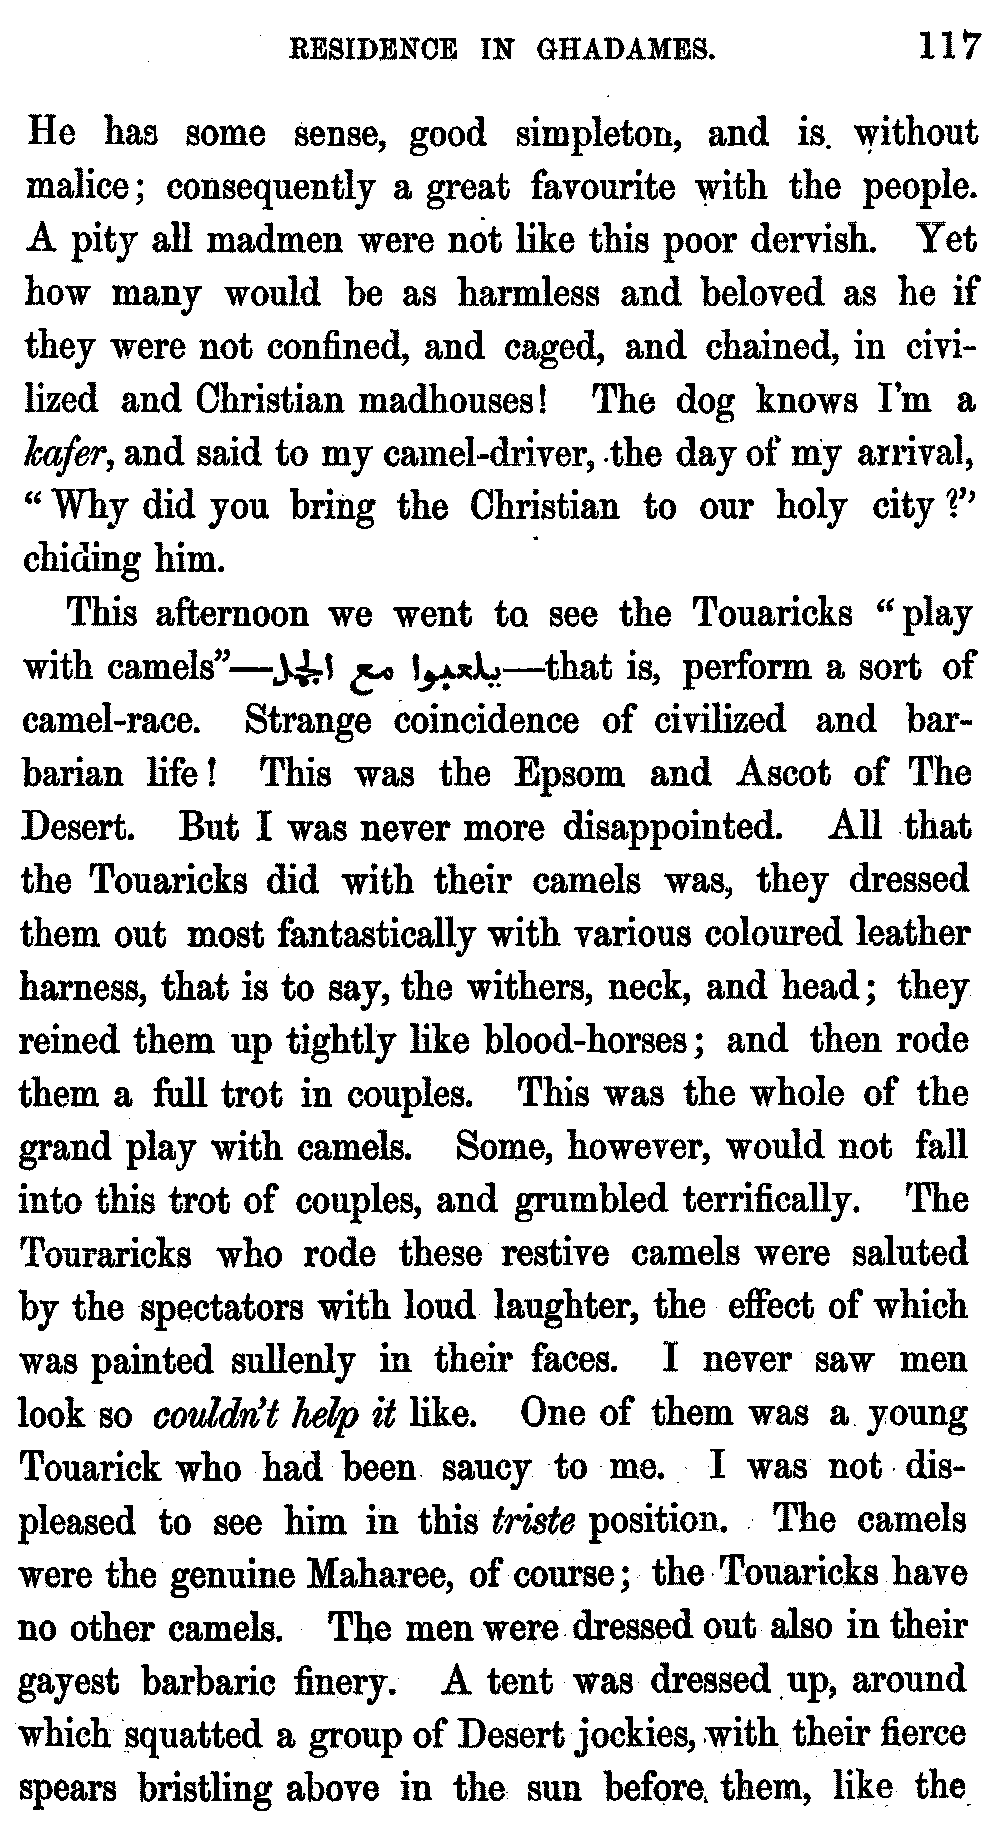 RESIDENCE IN GHADAMES. 117
He has some sense, good simpleton, and is without
malice; consequently a great favourite with the people.
A pity all madmen were not like this poor dervish. Yet
how many would be as harmless and beloved as he if
they were not confined, and caged, and chained, in civi-
lized and Christian madhouses! The dog knows I'm a
kafer, and said to my camel-driver, the day of my arrival,
“Why did you bring the Christian to our holy city?”
chiding him.
This afternoon we went to see the Touaricks “play
with camels”—يلعبوا مع الجمل—that is, perform a sort of
camel-race. Strange coincidence of civilized and bar-
barian life! This was the Epsom and Ascot of The
Desert. But I was never more disappointed. All that
the Touaricks did with their camels was, they dressed
them out most fantastically with various coloured leather
harness, that is to say, the withers, neck, and head; they
reined them up tightly like blood-horses; and then rode
them a full trot in couples. This was the whole of the
grand play with camels. Some, however, would not fall
into this trot of couples, and grumbled terrifically. The
Touraricks who rode these restive camels were saluted
by the spectators with loud laughter, the effect of which
was painted sullenly in their faces. I never saw men
look so couldn't help it like. One of them was a young
Touarick who had been saucy to me. I was not dis-
pleased to see him in this triste position. The camels
were the genuine Maharee, of course; the Touaricks have
no other camels. The men were dressed out also in their
gayest barbaric finery. A tent was dressed up, around
which squatted a group of Desert jockies, with their fierce
spears bristling above in the sun before them, like the